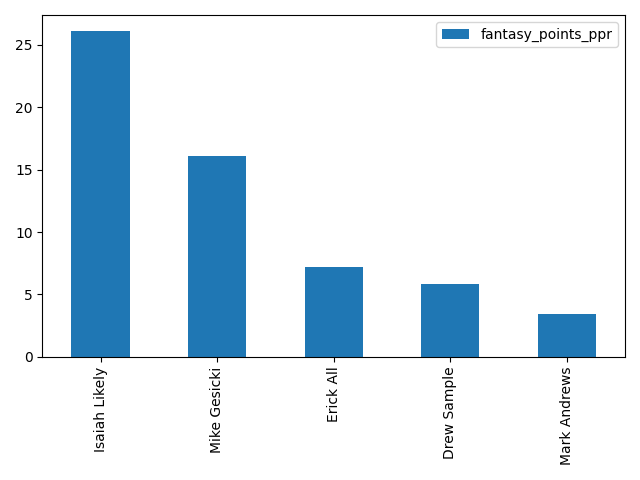 fantasy_points_ppr
25
20
15
10
5
0
Isaiah Likely
Mike Gesicki
Erick All
Drew Sample
Mark Andrews